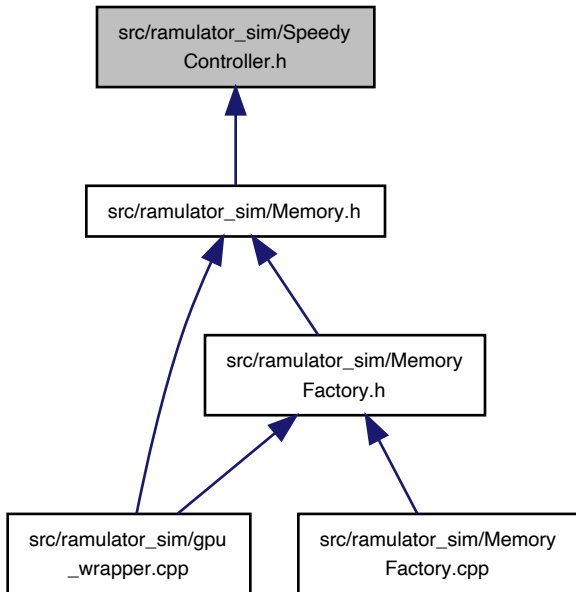 src/ramulator_sim/Speedy
Controller.h
src/ramulator_sim/Memory.h
src/ramulator_sim/Memory
Factory.h
src/ramulator_sim/gpu
_wrapper.cpp
src/ramulator_sim/Memory
Factory.cpp